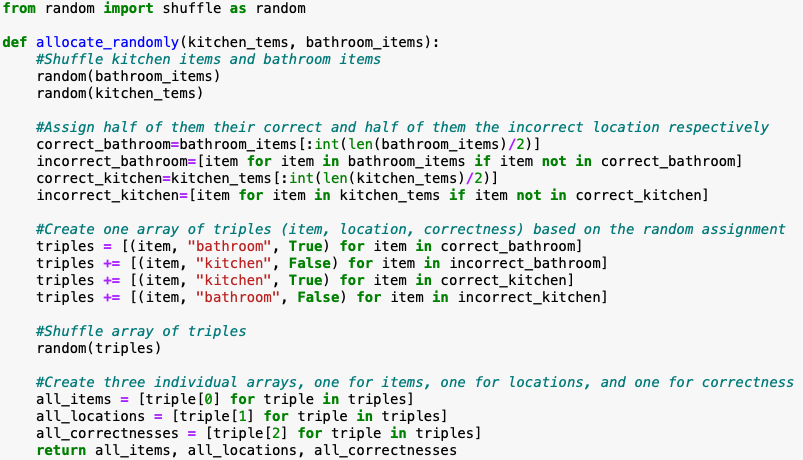 from random import shuffle as random
def allocate_randomly(kitchen_tems, bathroom_items):
#Shuffle kitchen items and bathroom items
random(bathroom_items)
random(kitchen_tems)
#Assign half of them their correct and half of them the incorrect location respectively
correct_bathroom=bathroom_items[:int(len(bathroom_items)/2)]
incorrect_bathroom=[item for item in bathroom_items if item not in correct_bathroom]
correct_kitchen=kitchen_tems[:int(len(kitchen_tems)/2)]
incorrect_kitchen=[item for item in kitchen_tems if item not in correct_kitchen]
#Create one array of triples (item, location, correctness) based on the random assignment
triples = [(item, "bathroom", True) for item in correct_bathroom]
triples += [(item, "kitchen", False) for item in incorrect_bathroom]
triples += [(item, "kitchen", True) for item in correct_kitchen]
triples += [(item, "bathroom", False) for item in incorrect_kitchen]
#Shuffle array of triples
random(triples)
#Create three individual arrays, one for items, one for locations, and one for correctness
all_items = [triple[0] for triple in triples]
all_locations = [triple[1] for triple in triples]
all_correctnesses = [triple[2] for triple in triples]
return all_items, all_locations, all_correctnesses